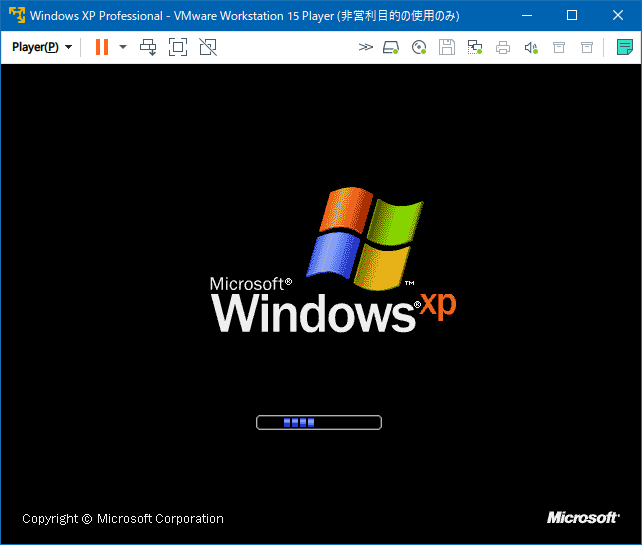 Windows XP Professional - VMware Workstation 15 Player (非営利目的の使用のみ)
Player(P)
Microsoft®
Windows®xp™
Copyright © Microsoft Corporation
Microsoft®